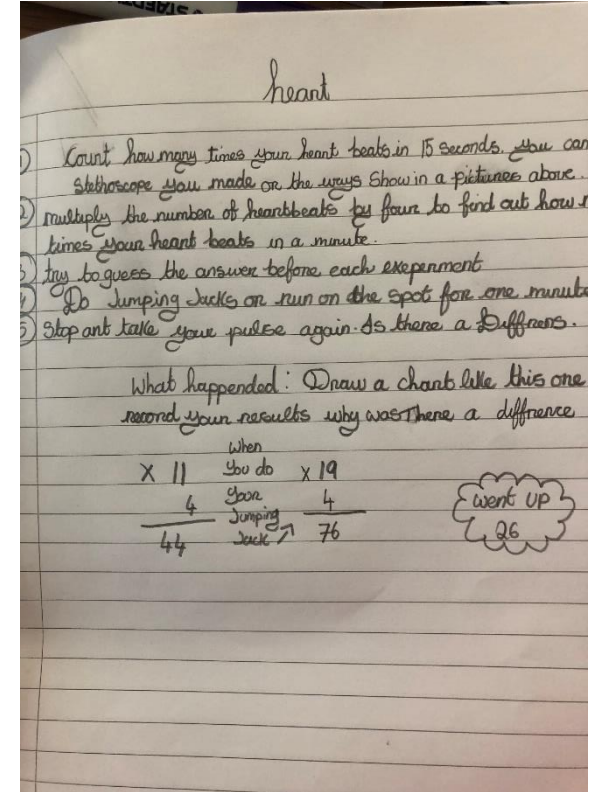 STAEDT
heart
1) Count how many times your heart beats in 15 seconds. You can
Stethoscope you made or the ways Show in a pictures above.
2) multiply the number of heartbeats by four to find out how
times your heart beats in a minute.
3 try to guess the answer before each exeperiment
4 Do Jumping Jacks or run on the spot for one minute
5) Stop ant take your pulse again. Is there a Diffrers.
What happended: Draw a chart like this one
record your results why was There a diffrence
When
X 11 You do X 19
4 your 4
Jumping
44 Jack ↗ 76
went up
26